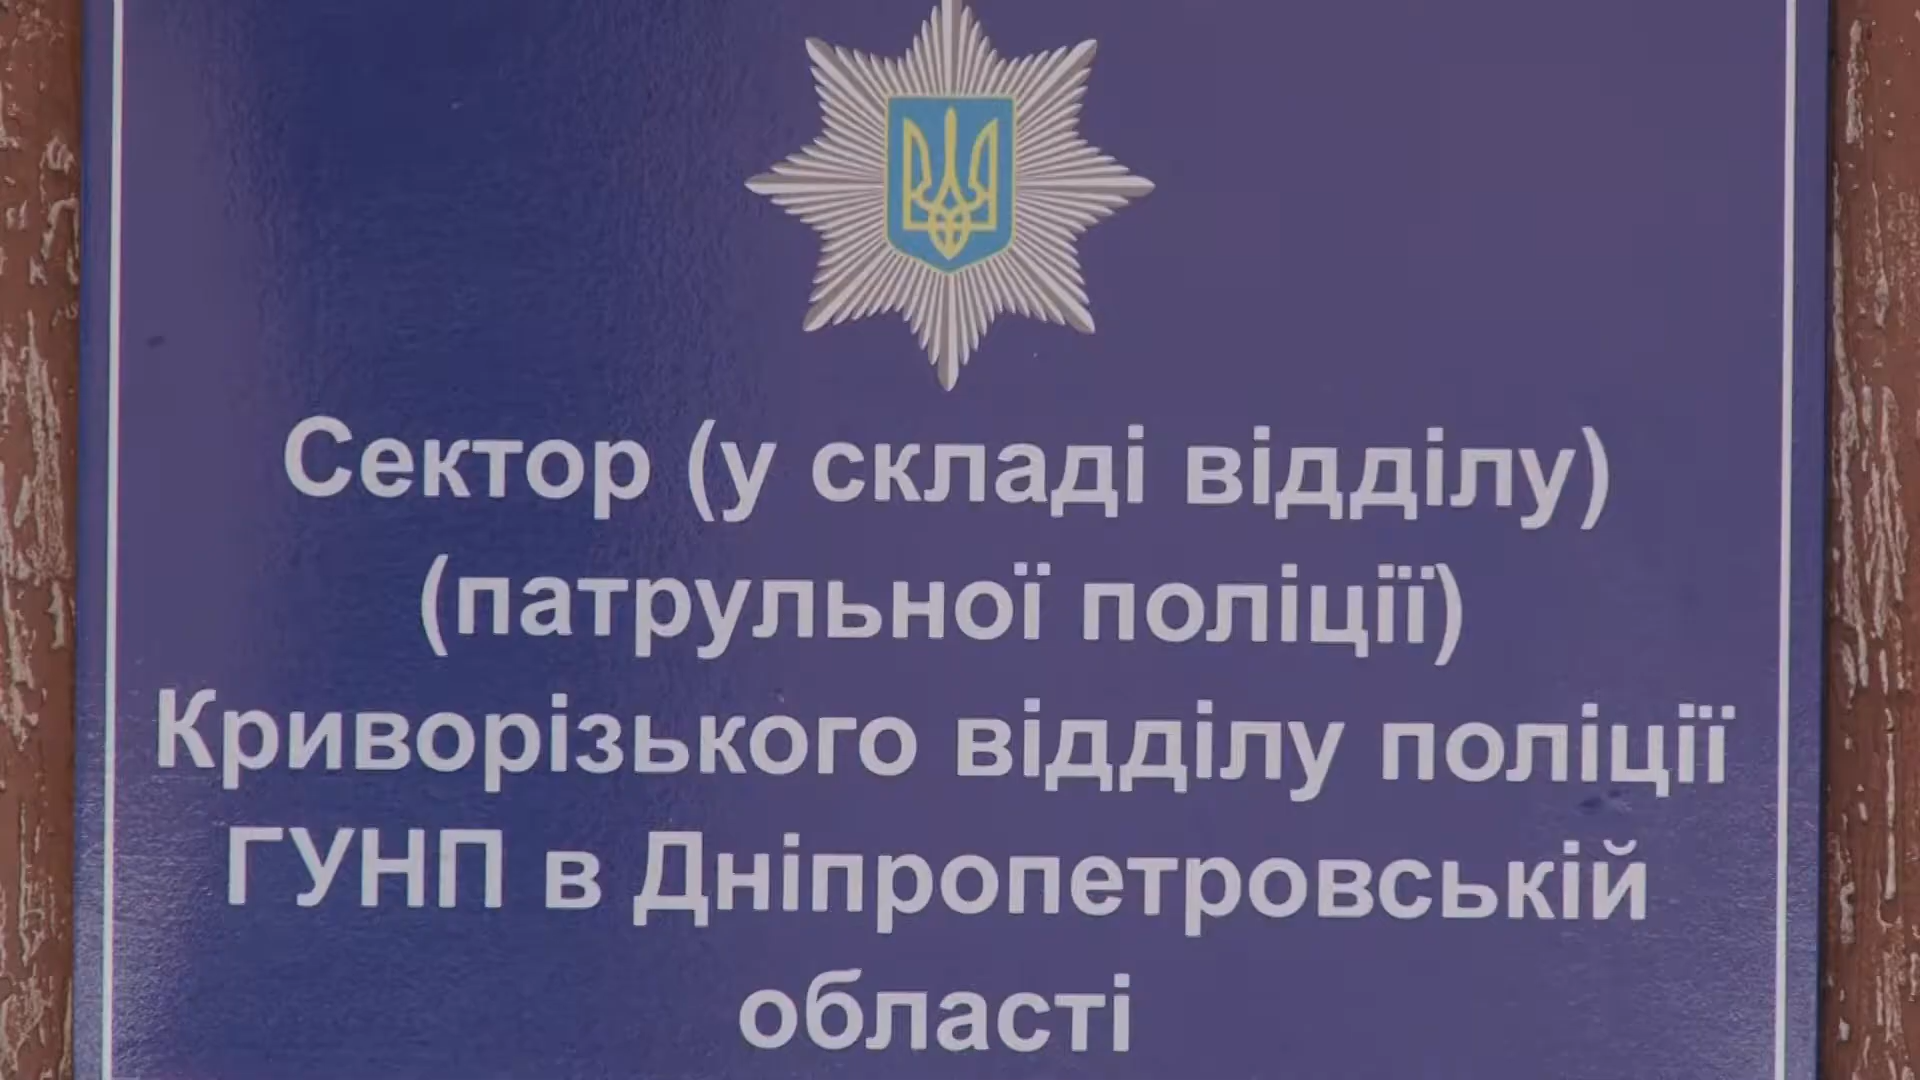 Сектор (у складі відділу)
(патрульної поліції)
Криворізького відділу поліції
ГУНП в Дніпропетровській
області